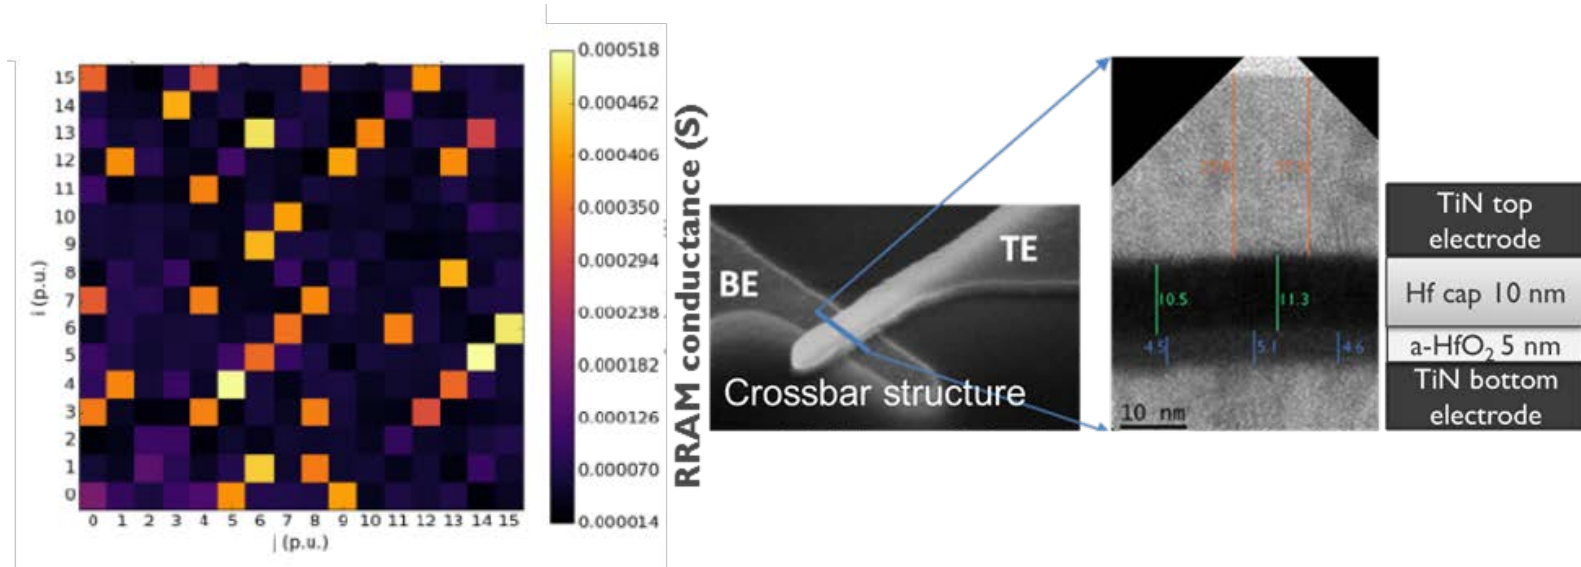 15
14
13
12
11
10
9
8
7
6
5
4
3
2
1
0
i (p.u.)
0 1 2 3 4 5 6 7 8 9 10 11 12 13 14 15
j (p.u.)
0.000518
0.000462
0.000406
0.000350
0.000294
0.000238
0.000182
0.000126
0.000070
0.000014
RRAM conductance (S)
BE
TE
Crossbar structure
10.5
11.3
4.5
5.1
4.6
10 nm
TiN top
electrode
Hf cap 10 nm
a-HfO₂ 5 nm
TiN bottom
electrode